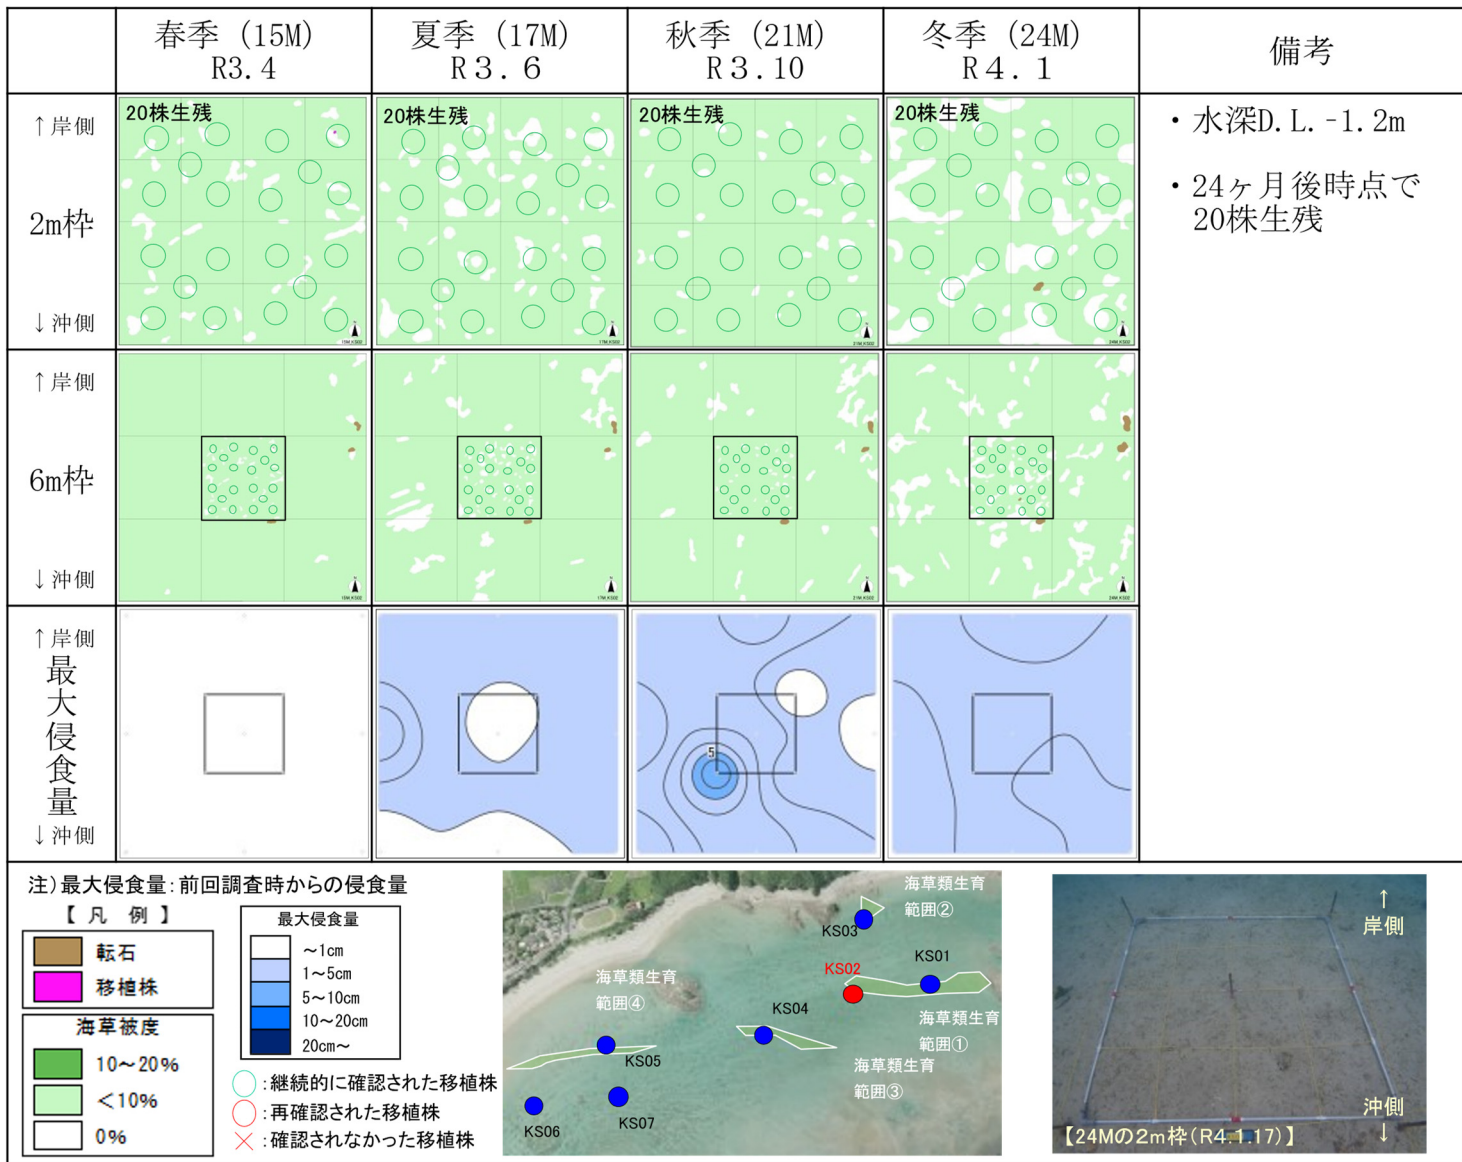 春季 (15M)
R3.4
夏季 (17M)
R3.6
秋季 (21M)
R3.10
冬季 (24M)
R4.1
備考
↑岸側
2m枠
↓沖側
20株生残
20株生残
20株生残
20株生残
・水深D.L.-1.2m
・24ヶ月後時点で
20株生残
15M_KS02
17M_KS02
21M_KS02
24M_KS02
↑岸側
6m枠
↓沖側
15M_KS02
17M_KS02
21M_KS02
24M_KS02
↑岸側
最大侵食量
↓沖側
5
注)最大侵食量:前回調査時からの侵食量
【 凡 例 】
転石
移植株
海草被度
10～20%
＜10%
0%
最大侵食量
～1cm
1～5cm
5～10cm
10～20cm
20cm～
○:継続的に確認された移植株
○:再確認された移植株
×:確認されなかった移植株
海草類生育
範囲②
KS03
KS01
KS02
海草類生育
範囲④
KS04
海草類生育
範囲①
KS05
海草類生育
範囲③
KS06
KS07
↑
岸側
沖側
↓
【24Mの2m枠(R4.1.17)】